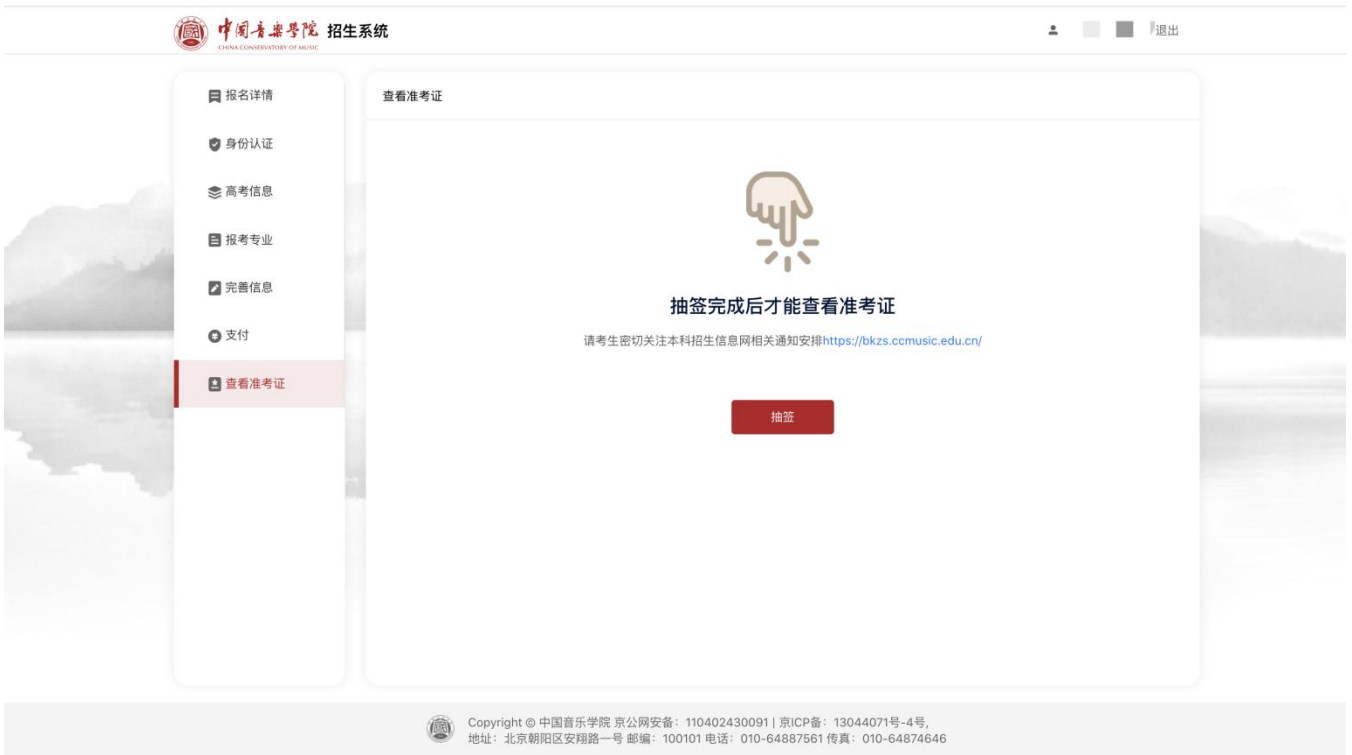 中国音乐学院 招生系统
CHINA CONSERVATORY OF MUSIC
退出
报名详情
身份认证
高考信息
报考专业
完善信息
支付
查看准考证
查看准考证
抽签完成后才能查看准考证
请考生密切关注本科招生信息网相关通知安排https://bkzs.ccmusic.edu.cn/
抽签
Copyright © 中国音乐学院 京公网安备：110402430091 | 京ICP备：13044071号-4号,
地址：北京朝阳区安翔路一号 邮编：100101 电话：010-64887561 传真：010-64874646